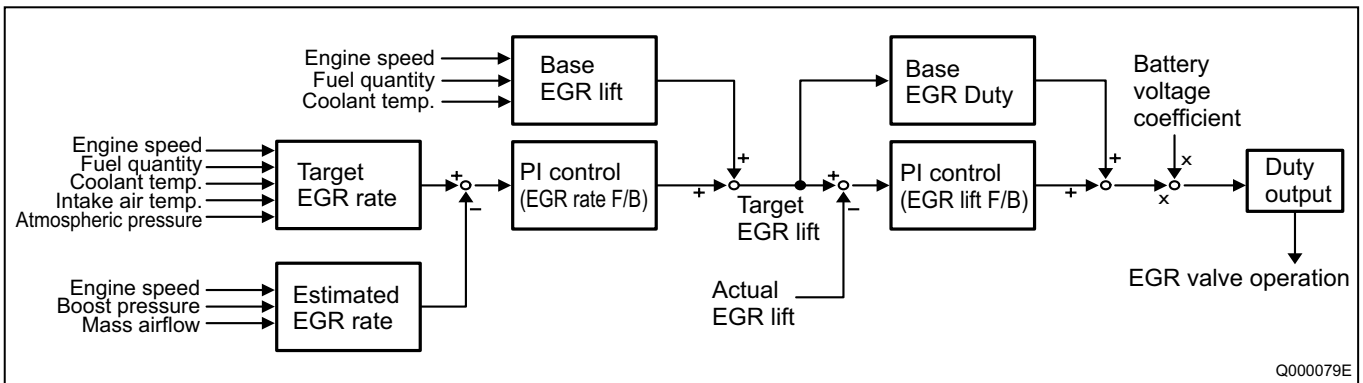 Engine speed
Fuel quantity
Coolant temp.
Base
EGR lift
Base
EGR Duty
Battery
voltage
coefficient
Engine speed
Fuel quantity
Coolant temp.
Intake air temp.
Atmospheric pressure
Target
EGR rate
+
−
PI control
(EGR rate F/B)
+
+
Target
EGR lift
+
−
PI control
(EGR lift F/B)
+
+
x
x
Duty
output
Engine speed
Boost pressure
Mass airflow
Estimated
EGR rate
Actual
EGR lift
EGR valve operation
Q000079E